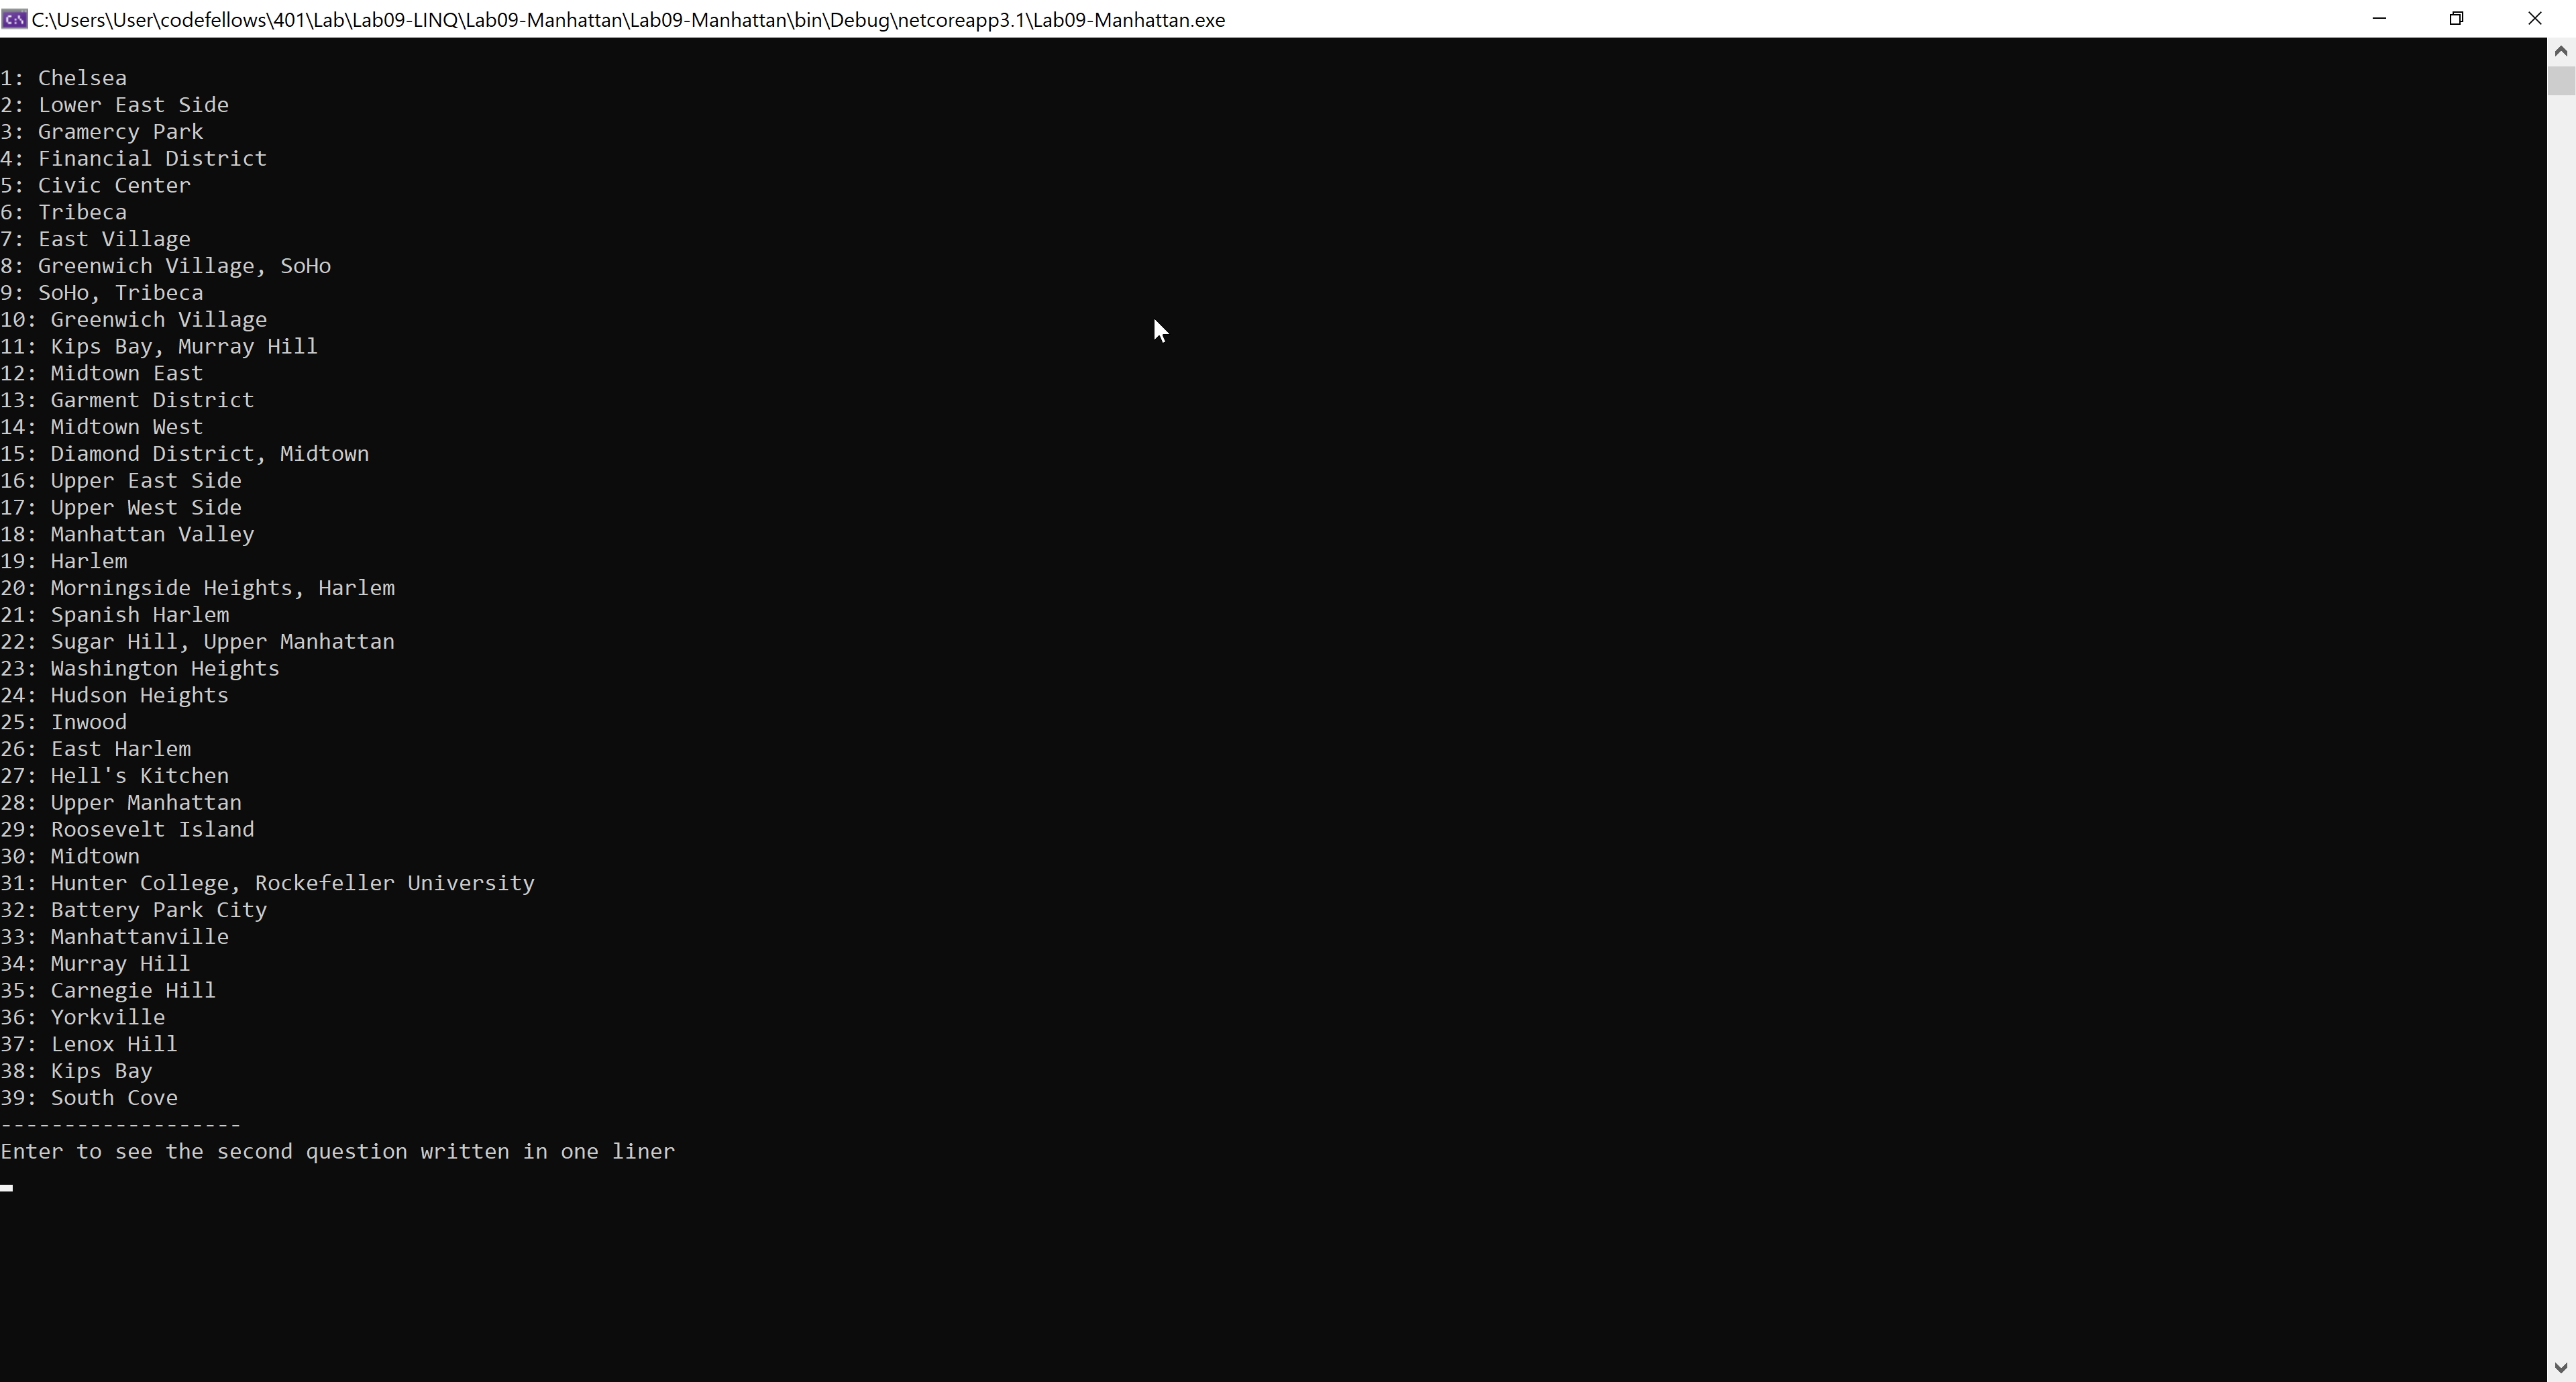 C:\Users\User\codefellows\401\Lab\Lab09-LINQ\Lab09-Manhattan\Lab09-Manhattan\bin\Debug\netcoreapp3.1\Lab09-Manhattan.exe
1: Chelsea
2: Lower East Side
3: Gramercy Park
4: Financial District
5: Civic Center
6: Tribeca
7: East Village
8: Greenwich Village, SoHo
9: SoHo, Tribeca
10: Greenwich Village
11: Kips Bay, Murray Hill
12: Midtown East
13: Garment District
14: Midtown West
15: Diamond District, Midtown
16: Upper East Side
17: Upper West Side
18: Manhattan Valley
19: Harlem
20: Morningside Heights, Harlem
21: Spanish Harlem
22: Sugar Hill, Upper Manhattan
23: Washington Heights
24: Hudson Heights
25: Inwood
26: East Harlem
27: Hell's Kitchen
28: Upper Manhattan
29: Roosevelt Island
30: Midtown
31: Hunter College, Rockefeller University
32: Battery Park City
33: Manhattanville
34: Murray Hill
35: Carnegie Hill
36: Yorkville
37: Lenox Hill
38: Kips Bay
39: South Cove
-------------------
Enter to see the second question written in one liner